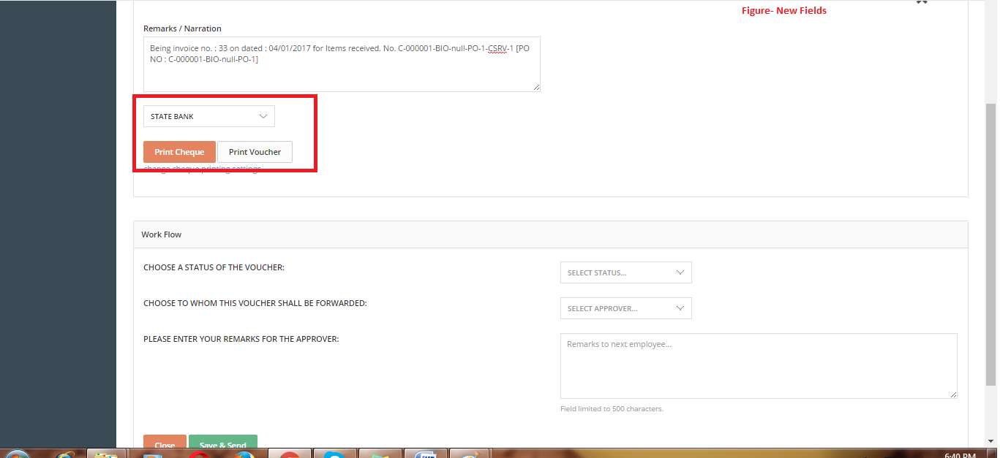 Figure- New Fields
Remarks / Narration
Being invoice no. : 33 on dated : 04/01/2017 for Items received. No. C-000001-BIO-null-PO-1-CSRV-1 [PO
NO : C-000001-BIO-null-PO-1]
STATE BANK
Print Cheque Print Voucher
change cheque printing settings
Work Flow
CHOOSE A STATUS OF THE VOUCHER:
SELECT STATUS...
CHOOSE TO WHOM THIS VOUCHER SHALL BE FORWARDED:
SELECT APPROVER...
PLEASE ENTER YOUR REMARKS FOR THE APPROVER:
Remarks to next employee...
Field limited to 500 characters.
Close Save & Send
6:40 PM